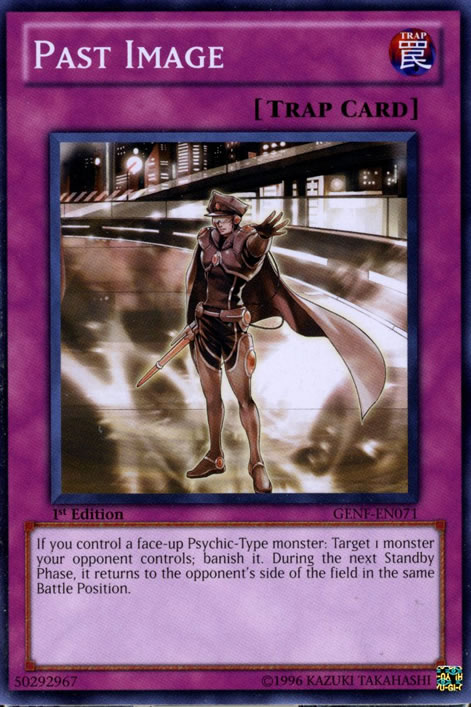 PAST IMAGE
TRAP
罠
[TRAP CARD]
1st Edition
GENF-EN071
If you control a face-up Psychic-Type monster: Target 1 monster
your opponent controls; banish it. During the next Standby
Phase, it returns to the opponent's side of the field in the same
Battle Position.
50292967
©1996 KAZUKI TAKAHASHI